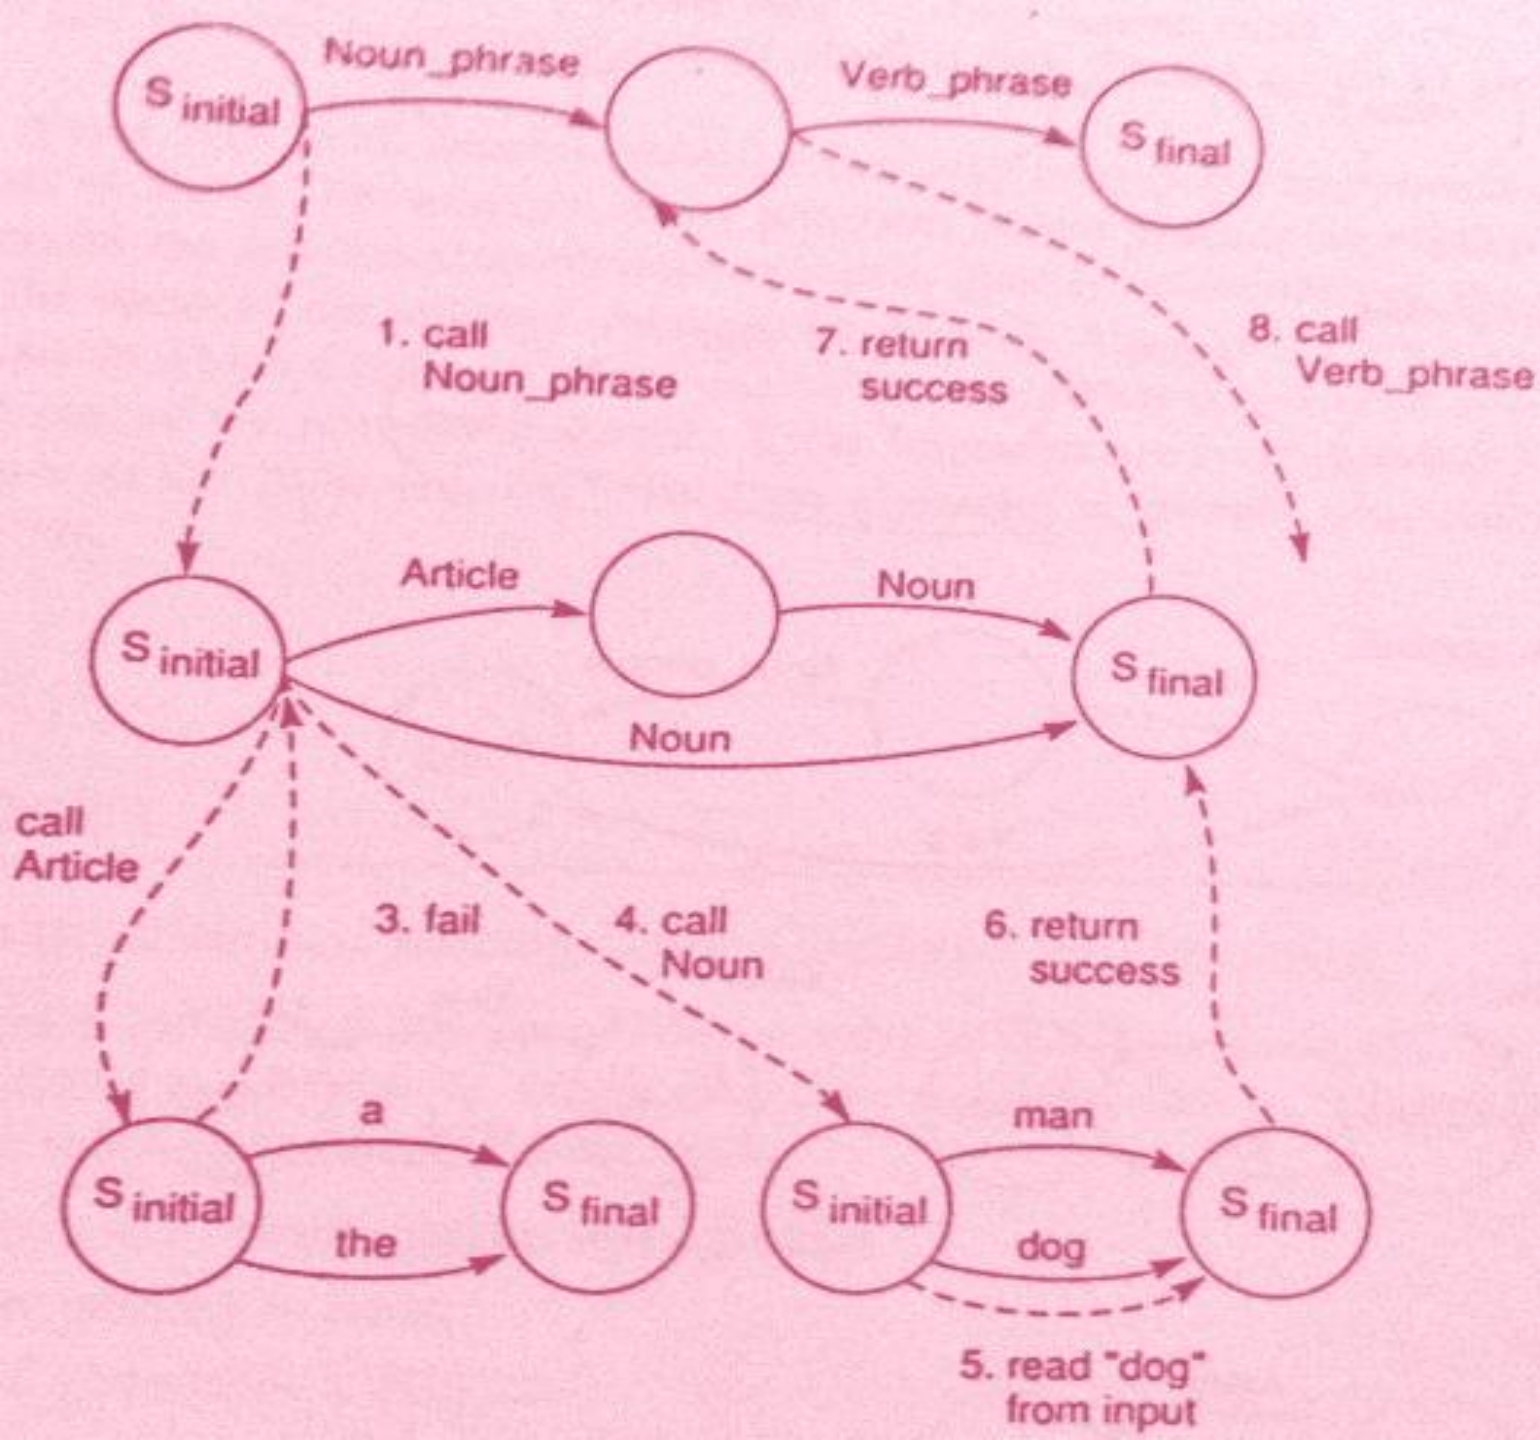 Noun_phrase
Verb_phrase
S initial
S final
1. call
Noun_phrase
7. return
success
8. call
Verb_phrase
Article
Noun
S initial
S final
Noun
call
Article
3. fail
4. call
Noun
6. return
success
a
man
S initial
S final
S initial
S final
the
dog
5. read "dog"
from input